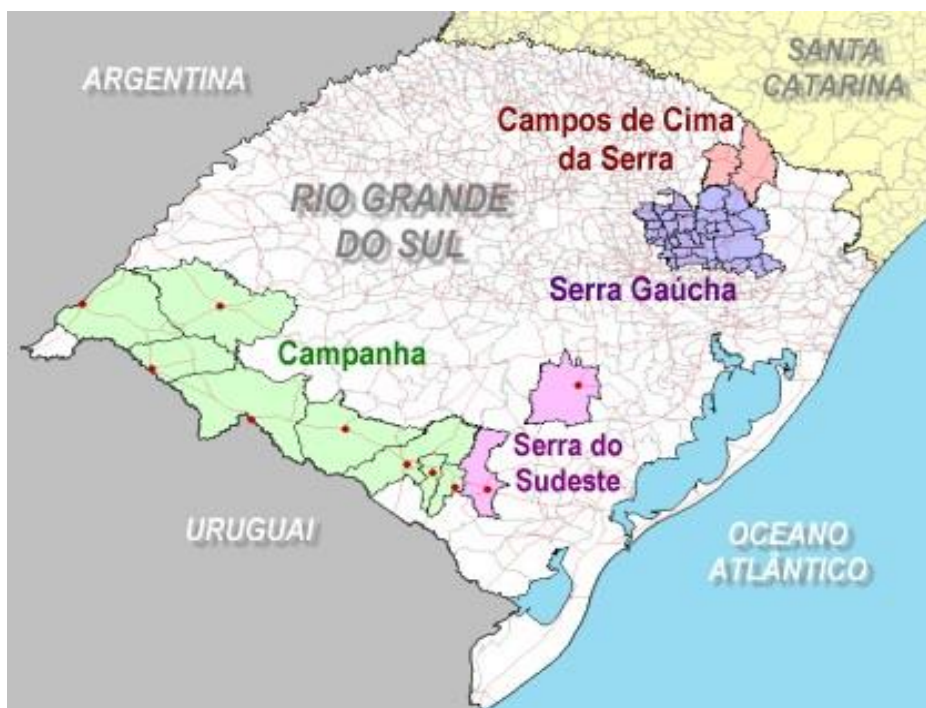 ARGENTINA
SANTA
CATARINA
Campos de Cima
da Serra
RIO GRANDE
DO SUL
Serra Gaúcha
Campanha
Serra do
Sudeste
URUGUAI
OCEANO
ATLÂNTICO